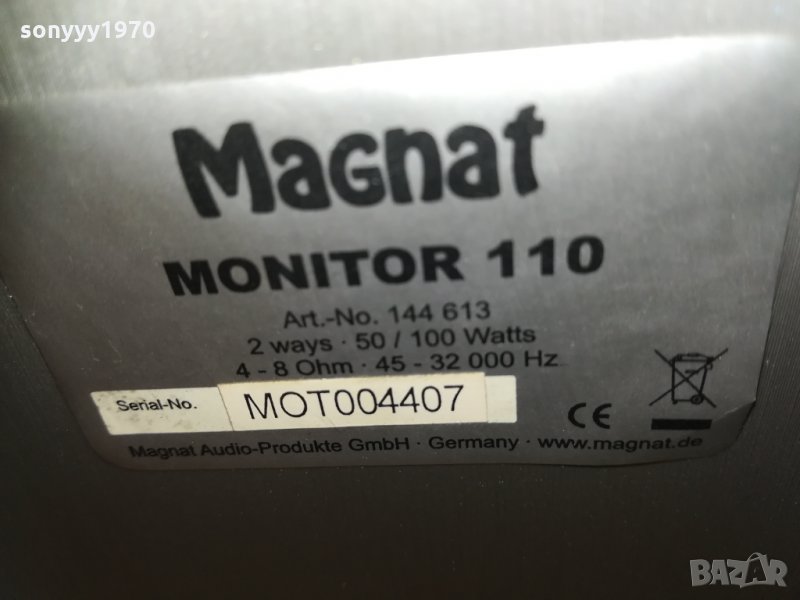 sonyyy1970
Magnat
MONITOR 110
Art.-No. 144 613
2 ways · 50 / 100 Watts
4 - 8 Ohm · 45 - 32 000 Hz
Serial-No. MOT004407
CE
Magnat Audio-Produkte GmbH · Germany · www.magnat.de
BAZAR